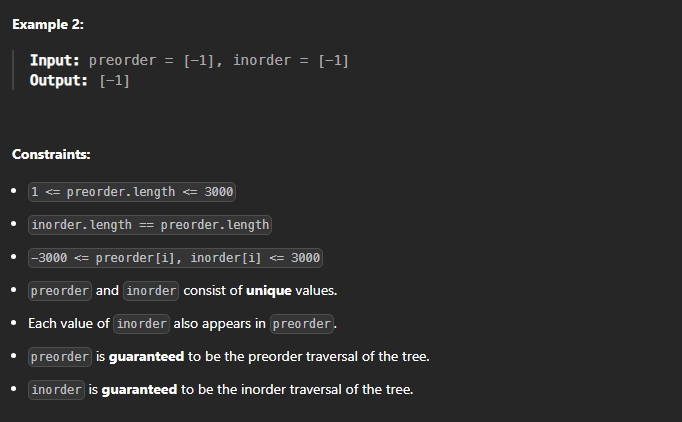 Example 2:
Input: preorder = [-1], inorder = [-1]
Output: [-1]
Constraints:
• 1 <= preorder.length <= 3000
• inorder.length == preorder.length
• -3000 <= preorder[i], inorder[i] <= 3000
• preorder and inorder consist of unique values.
• Each value of inorder also appears in preorder.
• preorder is guaranteed to be the preorder traversal of the tree.
• inorder is guaranteed to be the inorder traversal of the tree.